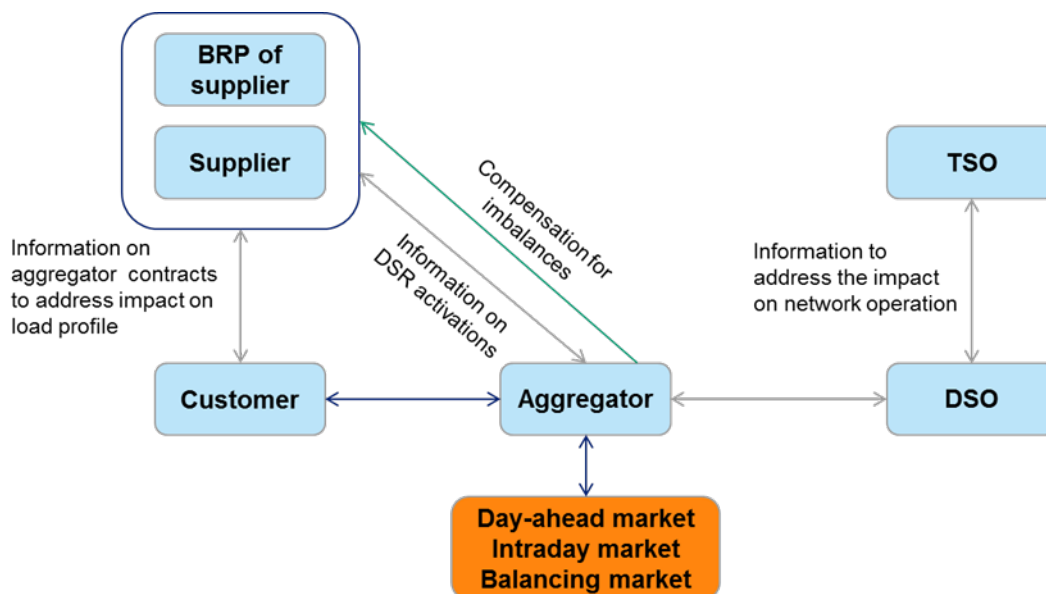 BRP of
supplier
Supplier
TSO
Compensation for
imbalances
Information on
DSR activations
Information on
aggregator contracts
to address impact on
load profile
Information to
address the impact
on network operation
Customer
Aggregator
DSO
Day-ahead market
Intraday market
Balancing market